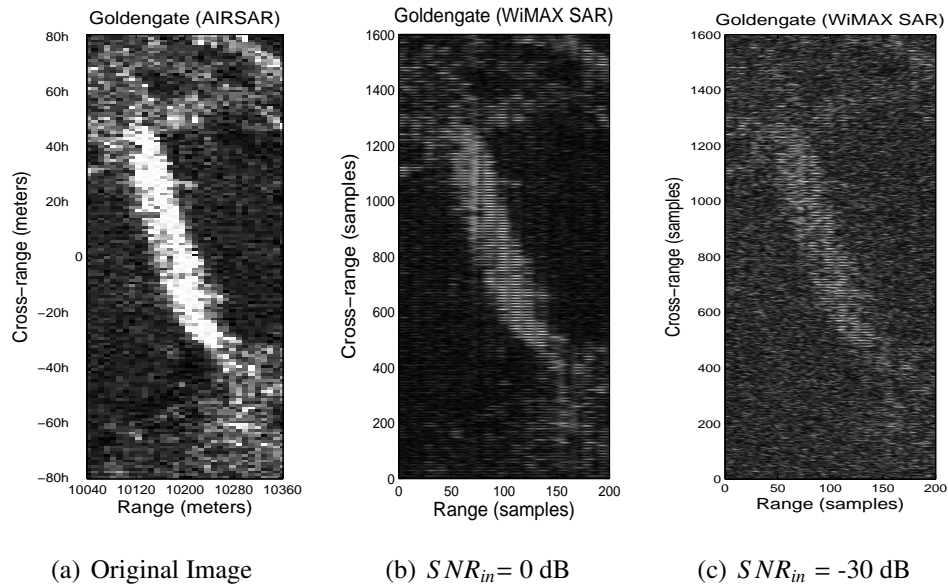 Goldengate (AIRSAR)
80h
60h
40h
20h
0
−20h
−40h
−60h
−80h
Cross−range (meters)
10040 10120 10200 10280 10360
Range (meters)
(a) Original Image
Goldengate (WiMAX SAR)
1600
1400
1200
1000
800
600
400
200
0
Cross−range (samples)
0 50 100 150 200
Range (samples)
(b) SNRin= 0 dB
Goldengate (WiMAX SAR)
1600
1400
1200
1000
800
600
400
200
0
Cross−range (samples)
0 50 100 150 200
Range (samples)
(c) SNRin = -30 dB